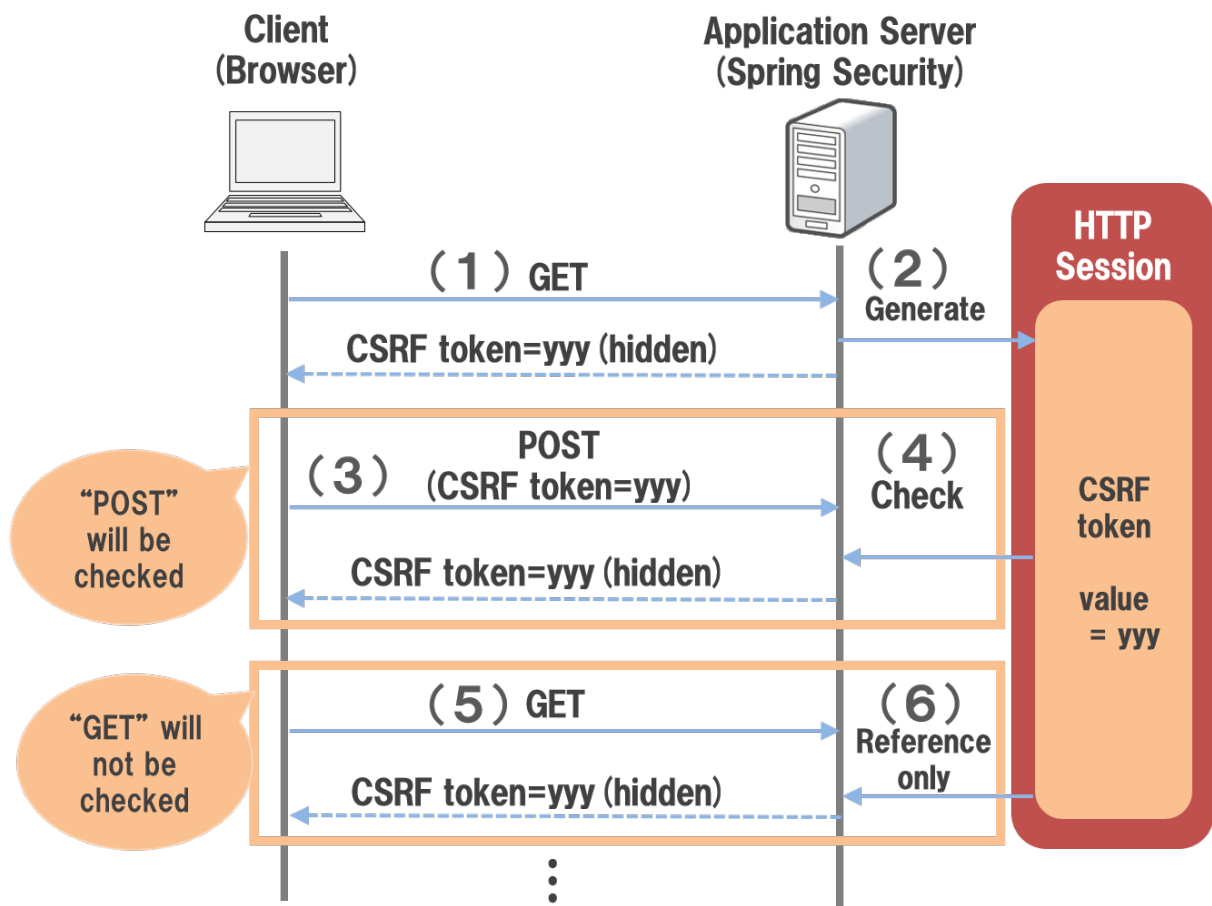 Client
(Browser)
Application Server
(Spring Security)
HTTP
Session
(1) GET
(2)
Generate
CSRF token=yyy (hidden)
“POST”
will be
checked
(3)
POST
(CSRF token=yyy)
(4)
Check
CSRF token=yyy (hidden)
CSRF
token
value
= yyy
“GET” will
not be
checked
(5) GET
(6)
Reference
only
CSRF token=yyy (hidden)